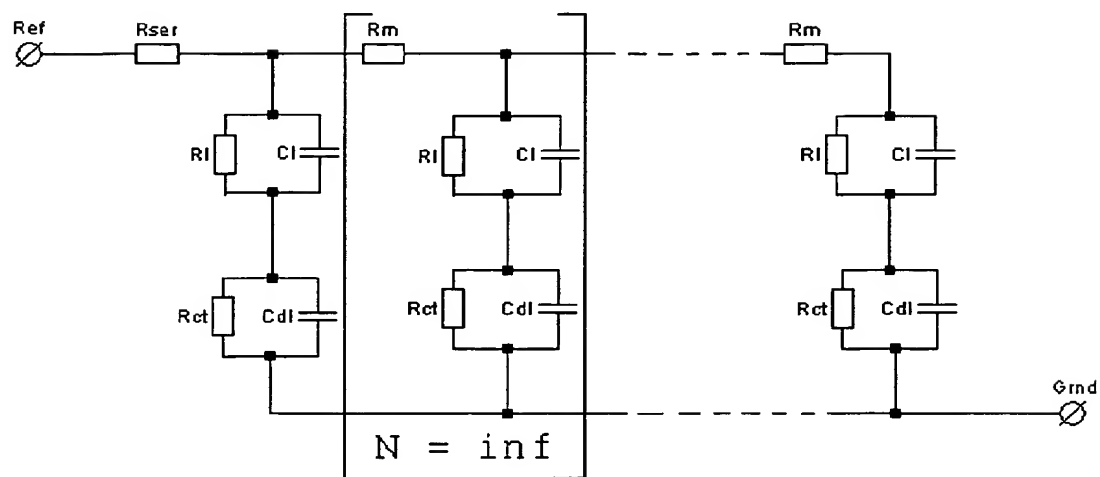 Ref Rser Rm Rm
Rl Cl Rl Cl Rl Cl
Rct Cdl Rct Cdl Rct Cdl
Grnd
N = inf